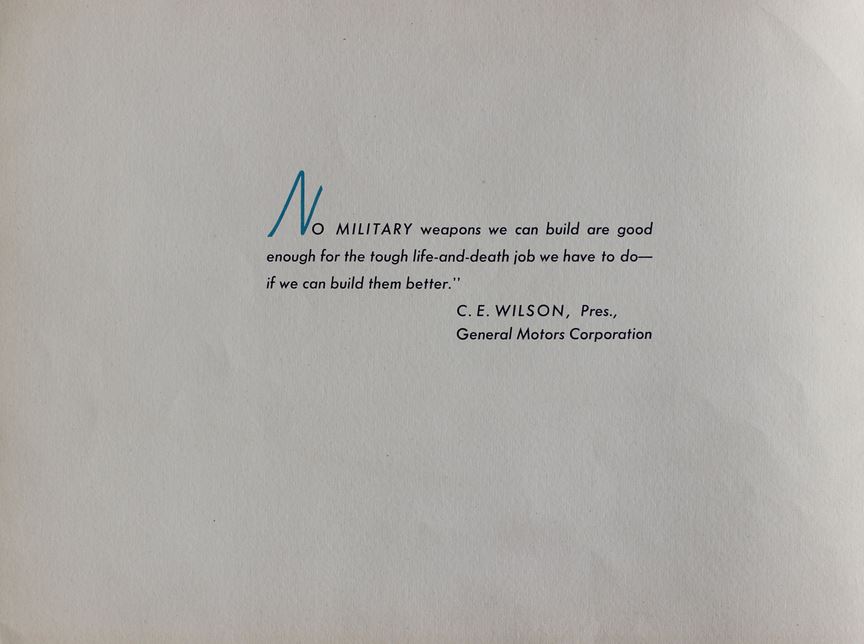 NO MILITARY weapons we can build are good
enough for the tough life-and-death job we have to do—
if we can build them better."
C. E. WILSON, Pres.,
General Motors Corporation